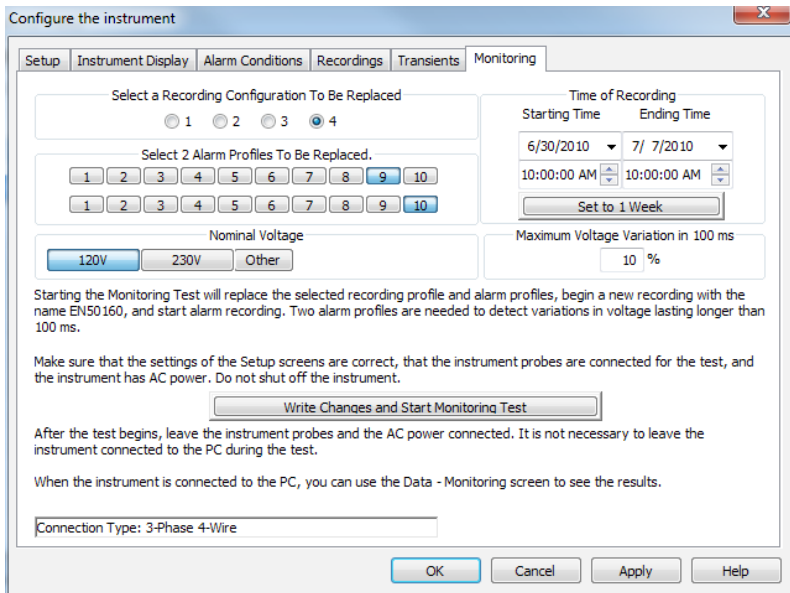 Configure the instrument
Setup Instrument Display Alarm Conditions Recordings Transients Monitoring
Select a Recording Configuration To Be Replaced
1 2 3 4
Time of Recording
Starting Time Ending Time
6/30/2010 7/ 7/2010
10:00:00 AM 10:00:00 AM
Set to 1 Week
Select 2 Alarm Profiles To Be Replaced.
1 2 3 4 5 6 7 8 9 10
1 2 3 4 5 6 7 8 9 10
Nominal Voltage
120V 230V Other
Maximum Voltage Variation in 100 ms
10 %
Starting the Monitoring Test will replace the selected recording profile and alarm profiles, begin a new recording with the
name EN50160, and start alarm recording. Two alarm profiles are needed to detect variations in voltage lasting longer than
100 ms.
Make sure that the settings of the Setup screens are correct, that the instrument probes are connected for the test, and
the instrument has AC power. Do not shut off the instrument.
Write Changes and Start Monitoring Test
After the test begins, leave the instrument probes and the AC power connected. It is not necessary to leave the
instrument connected to the PC during the test.
When the instrument is connected to the PC, you can use the Data - Monitoring screen to see the results.
Connection Type: 3-Phase 4-Wire
OK Cancel Apply Help